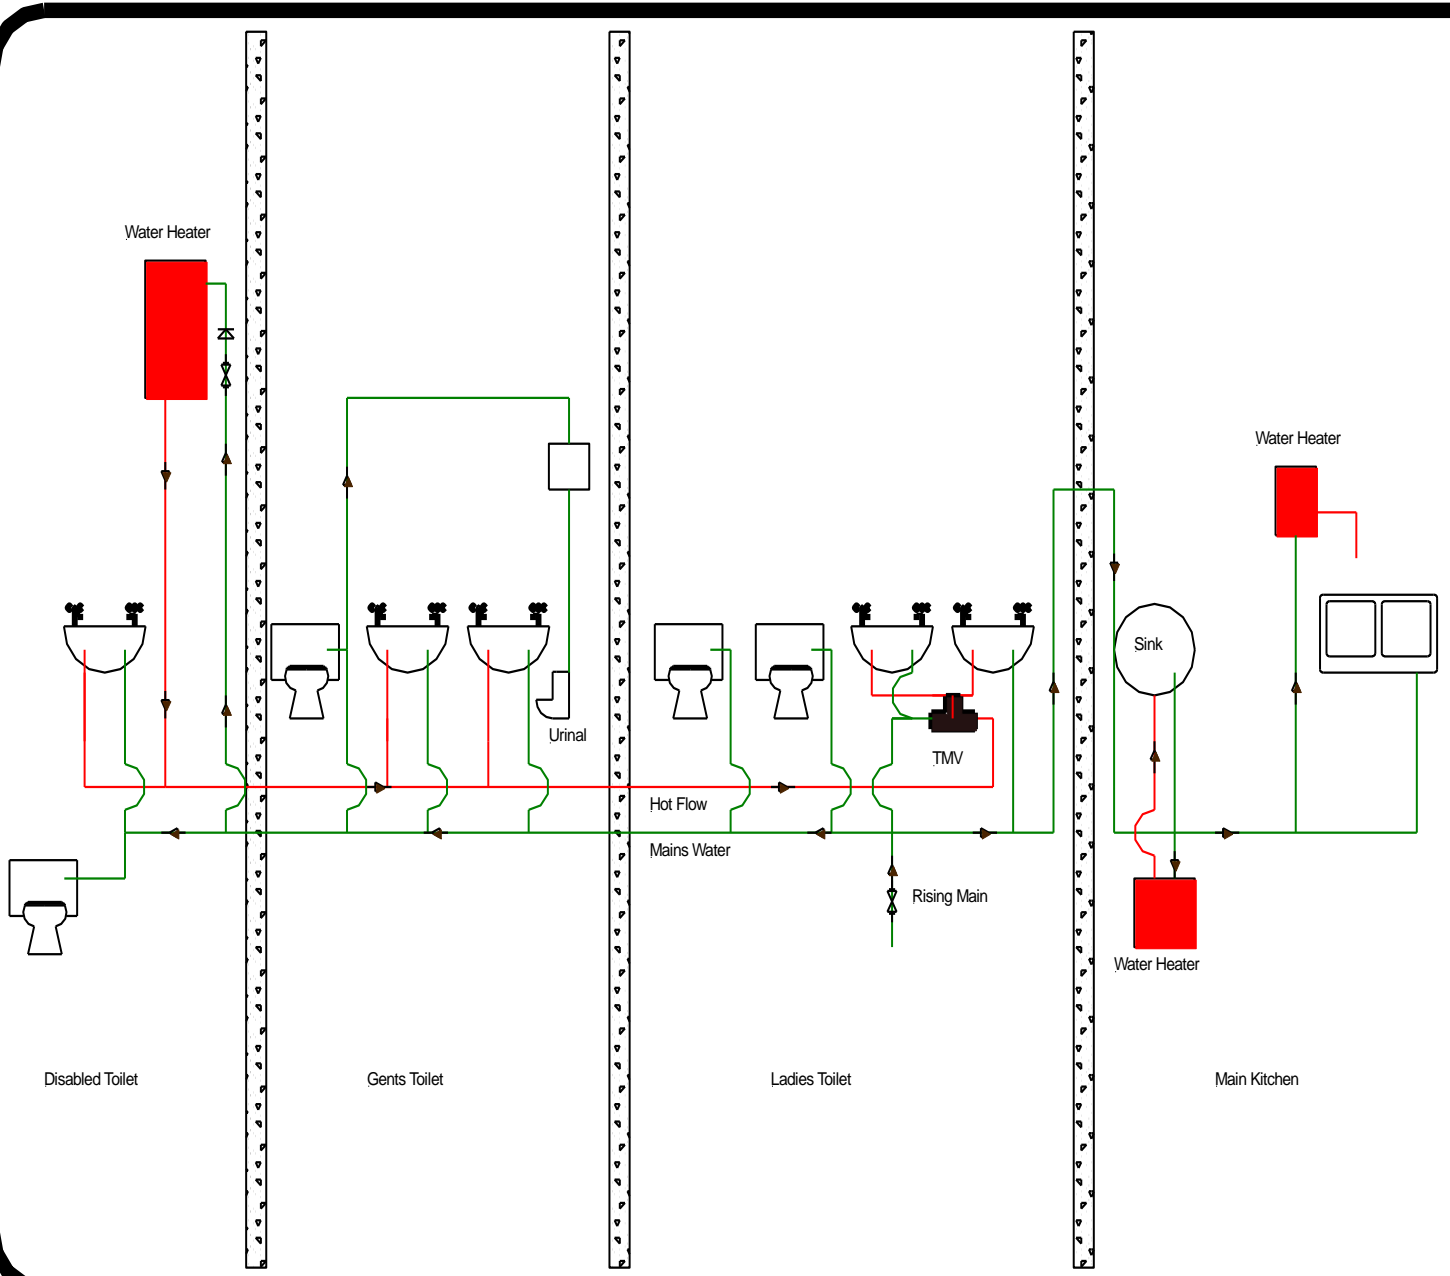 Water Heater
Water Heater
Sink
Urinal
TMV
Hot Flow
Mains Water
Rising Main
Water Heater
Disabled Toilet
Gents Toilet
Ladies Toilet
Main Kitchen